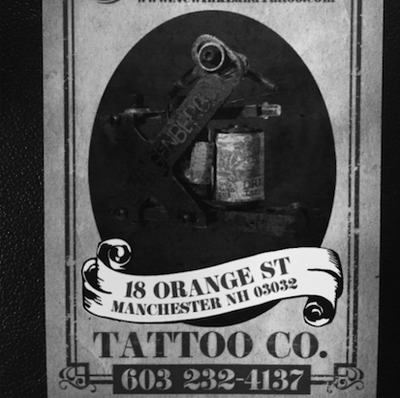 18 ORANGE ST
MANCHESTER NH 03032
TATTOO CO.
603 232-4137